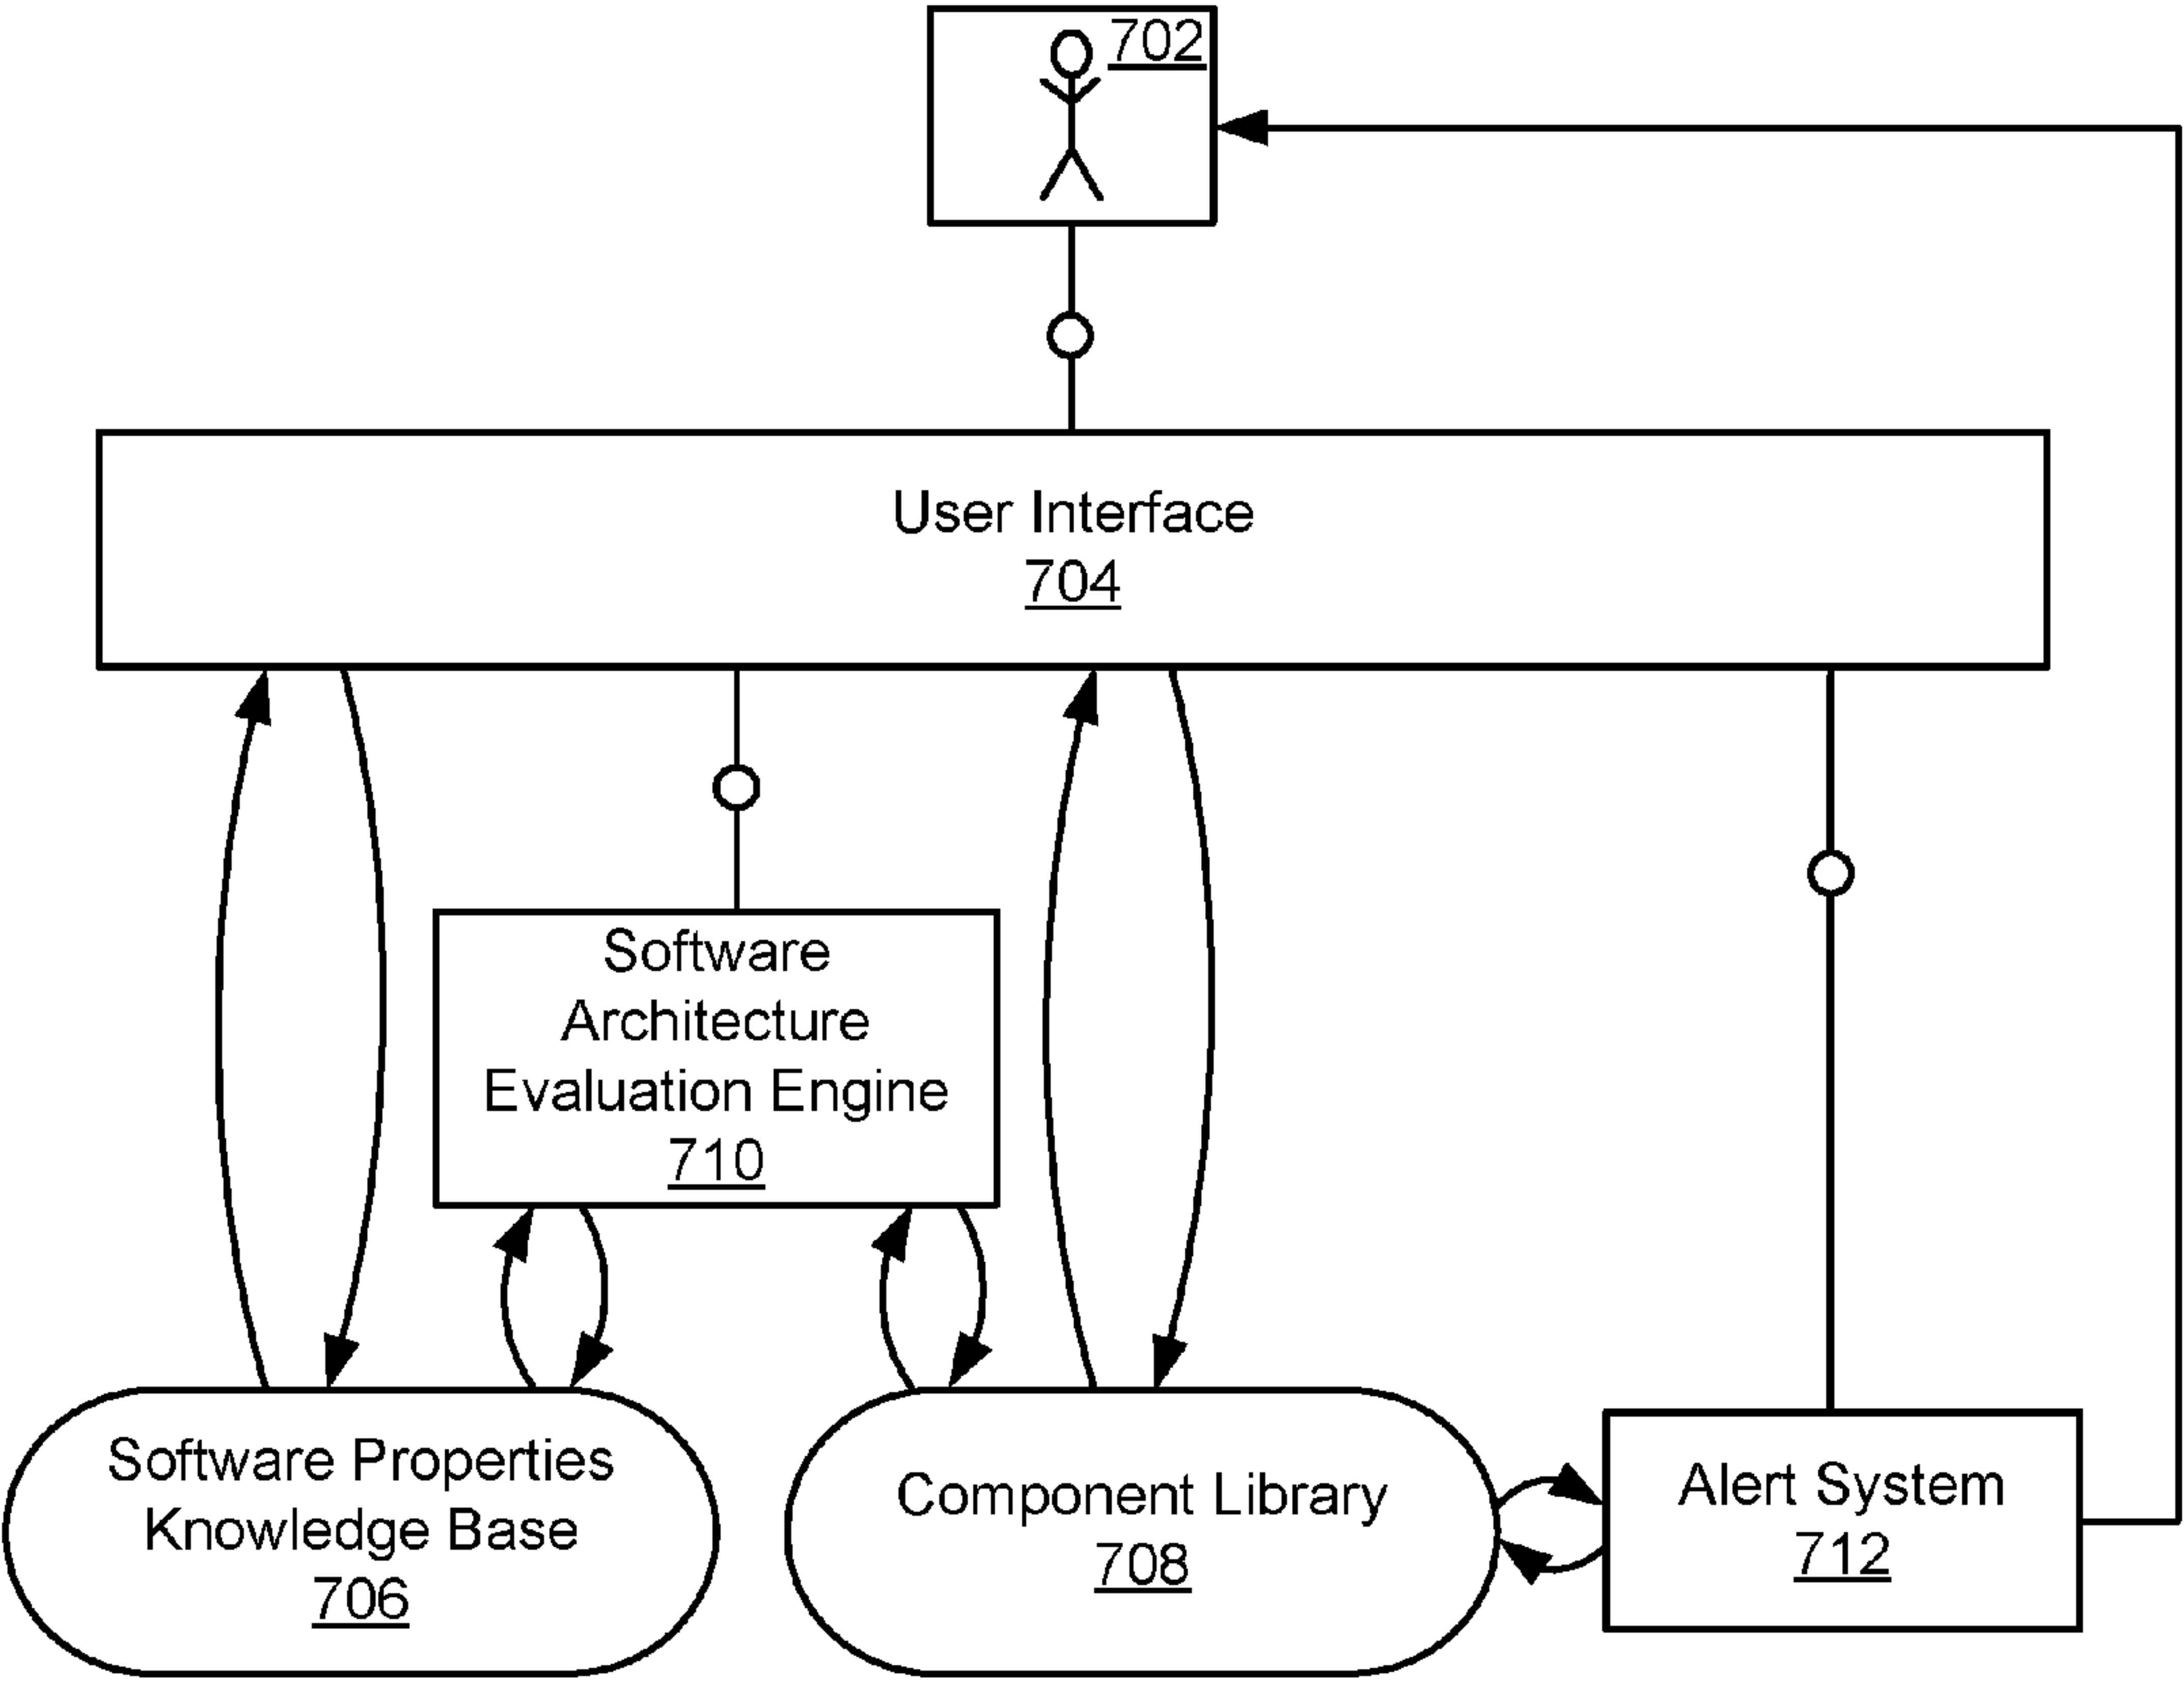 702
User Interface
704
Software
Architecture
Evaluation Engine
710
Software Properties
Knowledge Base
706
Component Library
708
Alert System
712